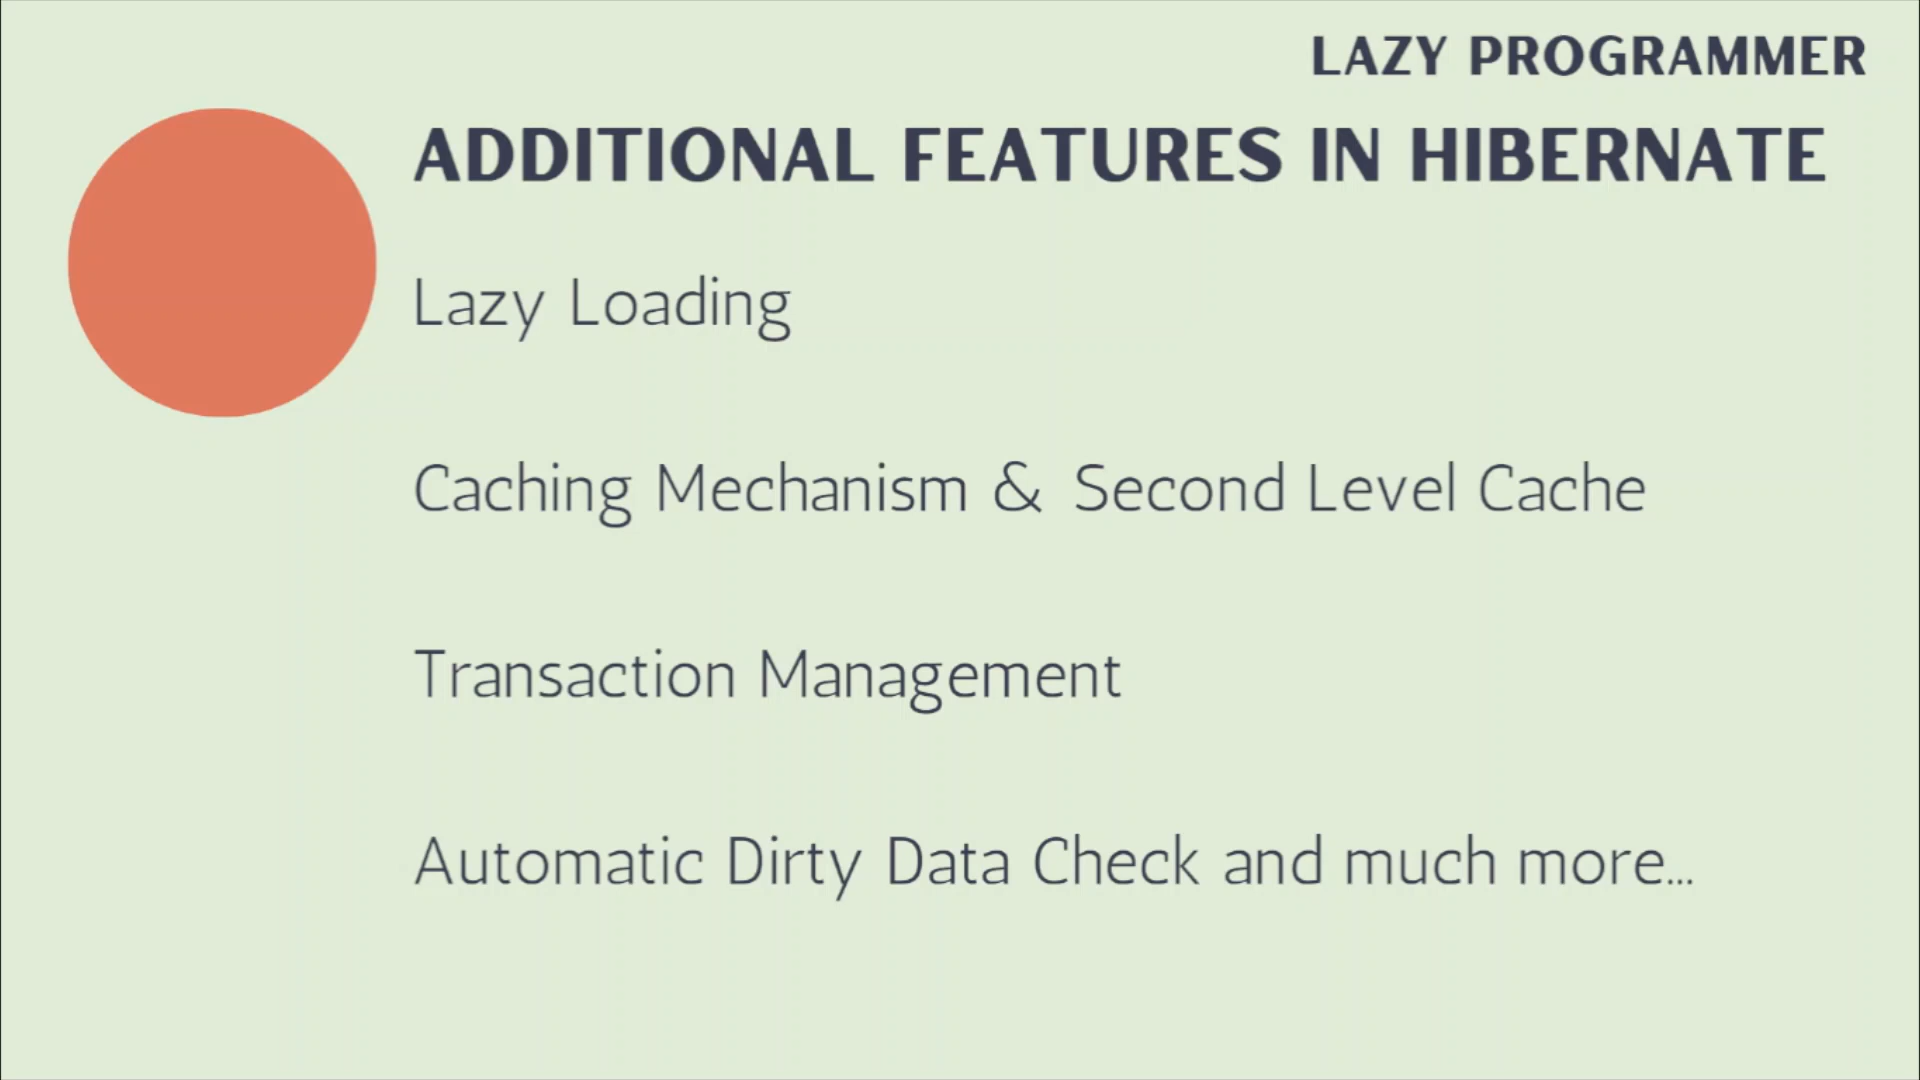 LAZY PROGRAMMER
ADDITIONAL FEATURES IN HIBERNATE
Lazy Loading
Caching Mechanism & Second Level Cache
Transaction Management
Automatic Dirty Data Check and much more...